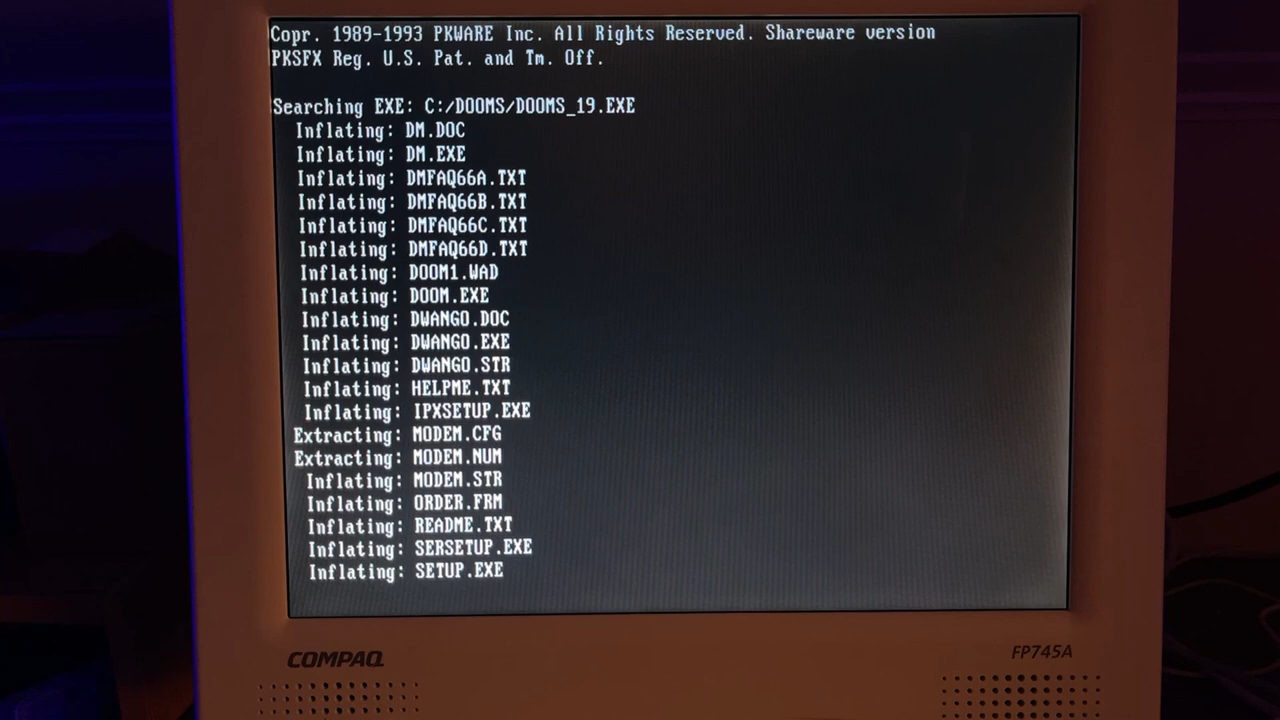 Copr. 1989-1993 PKWARE Inc. All Rights Reserved. Shareware version
PKSFX Reg. U.S. Pat. and Tm. Off.
Searching EXE: C:/DOOMS/DOOMS_19.EXE
Inflating: DM.DOC
Inflating: DM.EXE
Inflating: DMFAQ66A.TXT
Inflating: DMFAQ66B.TXT
Inflating: DMFAQ66C.TXT
Inflating: DMFAQ66D.TXT
Inflating: DOOM1.WAD
Inflating: DOOM.EXE
Inflating: DWANGO.DOC
Inflating: DWANGO.EXE
Inflating: DWANGO.STR
Inflating: HELPME.TXT
Inflating: IPXSETUP.EXE
Extracting: MODEM.CFG
Extracting: MODEM.NUM
Inflating: MODEM.STR
Inflating: ORDER.FRM
Inflating: README.TXT
Inflating: SERSETUP.EXE
Inflating: SETUP.EXE
COMPAQ
FP745A